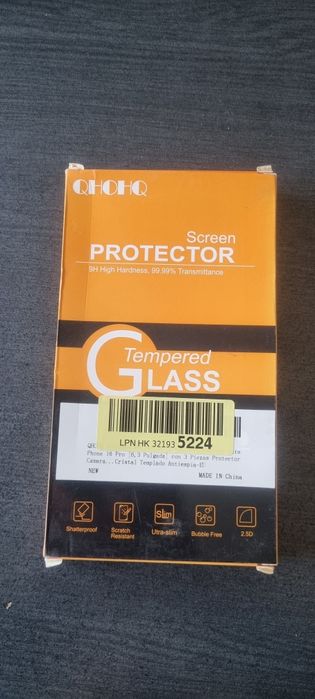 QHOHQ
Screen
PROTECTOR
9H High Hardness, 99.99% Transmittance
Tempered
GLASS
LPN HK 32193 5224
Phone 16 Pro [6,3 Pulgada] con 3 Piezas Protector
Camara...Cristal Templado Antiespia-1
NEW
MADE IN China
Slim
Shatterproof
Scratch Resistant
Ultra-slim
Bubble Free
2.5D